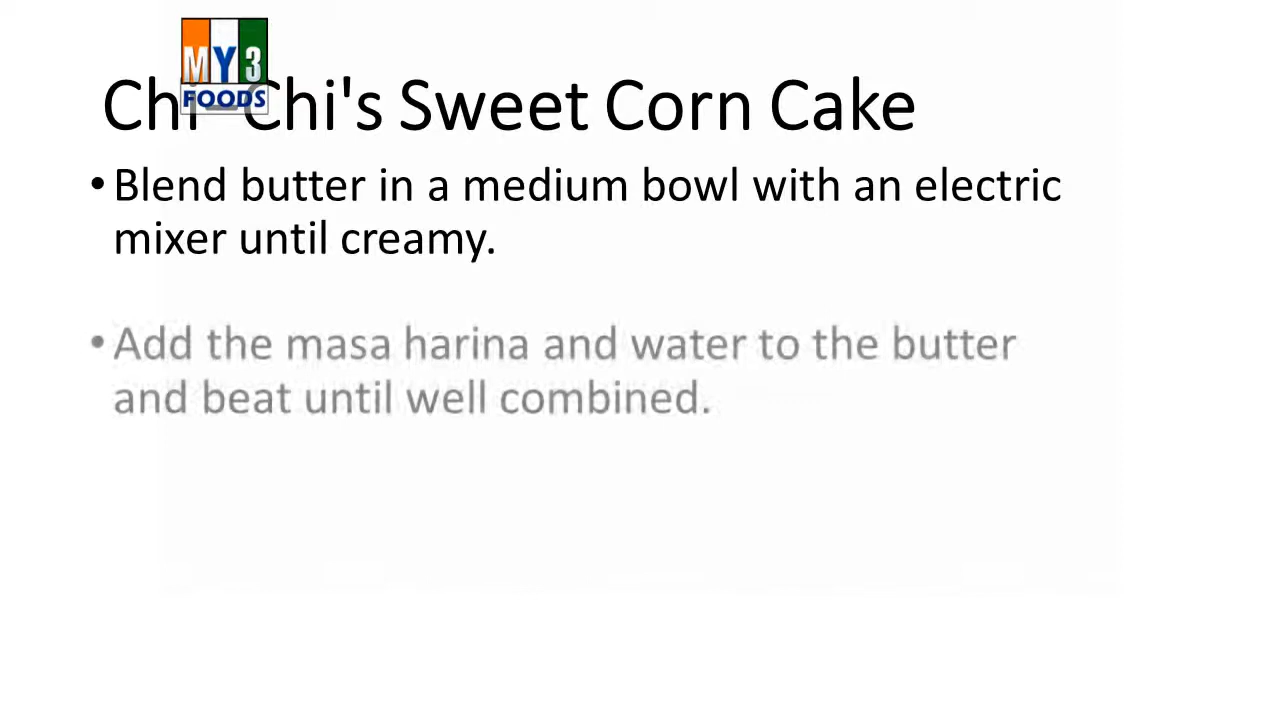 MY3
FOODS
Chi-Chi's Sweet Corn Cake
• Blend butter in a medium bowl with an electric
mixer until creamy.
• Add the masa harina and water to the butter
and beat until well combined.